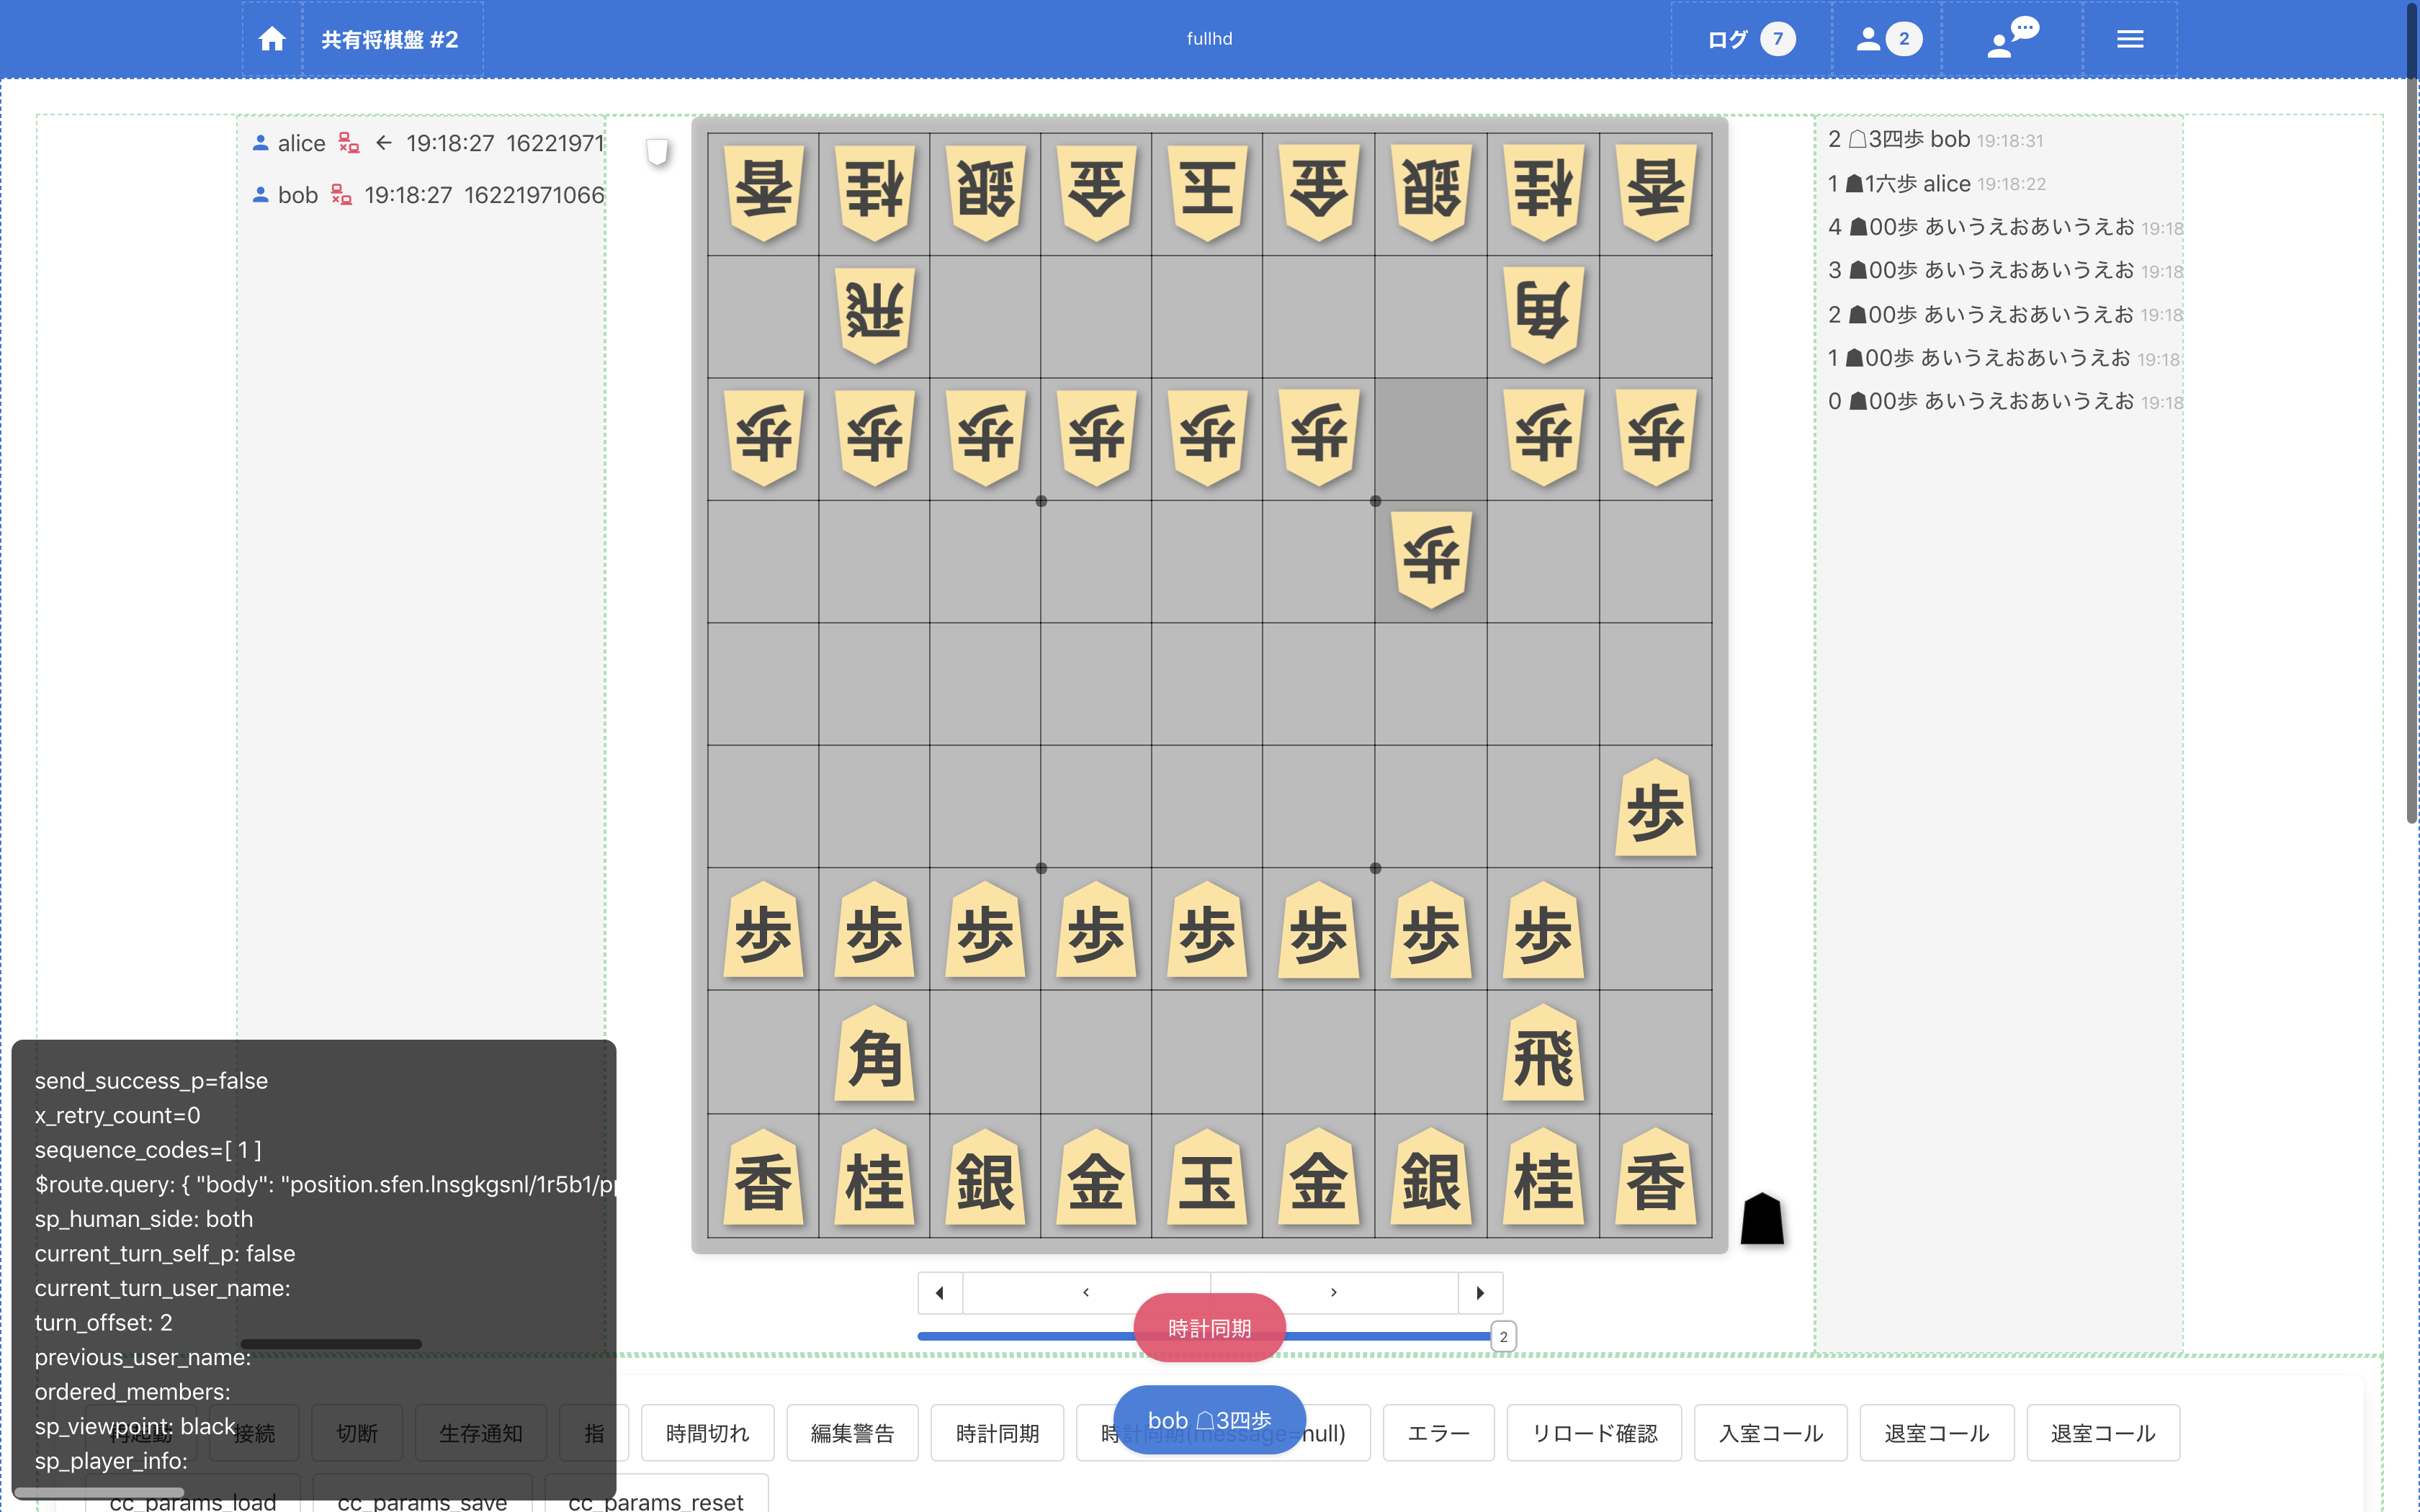 共有将棋盤 #2
fullhd
ログ 7
2
alice ← 19:18:27 16221971
bob 19:18:27 16221971066
2 ☖3四歩 bob 19:18:31
1 ☗1六歩 alice 19:18:22
4 ☗00歩 あいうえおあいうえお 19:18
3 ☗00歩 あいうえおあいうえお 19:18
2 ☗00歩 あいうえおあいうえお 19:18
1 ☗00歩 あいうえおあいうえお 19:18
0 ☗00歩 あいうえおあいうえお 19:18
香 桂 銀 金 玉 金 銀 桂 香
飛 角
歩 歩 歩 歩 歩 歩 歩 歩
歩
歩
歩 歩 歩 歩 歩 歩 歩 歩
角 飛
香 桂 銀 金 玉 金 銀 桂 香
2
時計同期
bob ☖3四歩
send_success_p=false
x_retry_count=0
sequence_codes=[ 1 ]
$route.query: { "body": "position.sfen.lnsgkgsnl/1r5b1/pp
sp_human_side: both
current_turn_self_p: false
current_turn_user_name:
turn_offset: 2
previous_user_name:
ordered_members:
sp_viewpoint: black
sp_player_info:
再起動 接続 切断 生存通知 指 時間切れ 編集警告 時計同期 時計同期(message=null) エラー リロード確認 入室コール 退室コール 退室コール
cc_params_load cc_params_save cc_params_reset